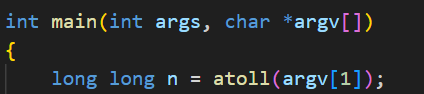 int main(int args, char *argv[])
{
    long long n = atoll(argv[1]);